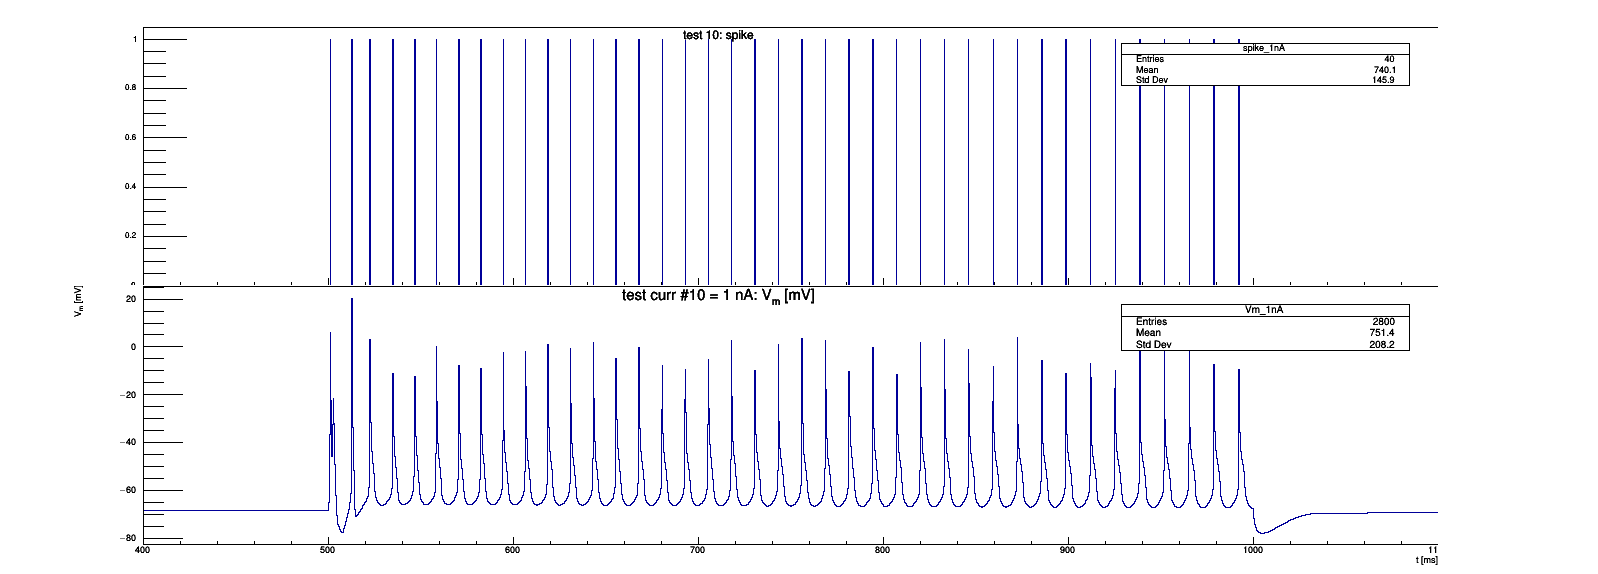 test 10: spike
spike_1nA
Entries 40
Mean 740.1
Std Dev 145.9
1
0.8
0.6
0.4
0.2
0
test curr #10 = 1 nA: Vm [mV]
Vm_1nA
Entries 2800
Mean 751.4
Std Dev 208.2
Vm [mV]
20
0
−20
−40
−60
−80
400 500 600 700 800 900 1000 11
t [ms]